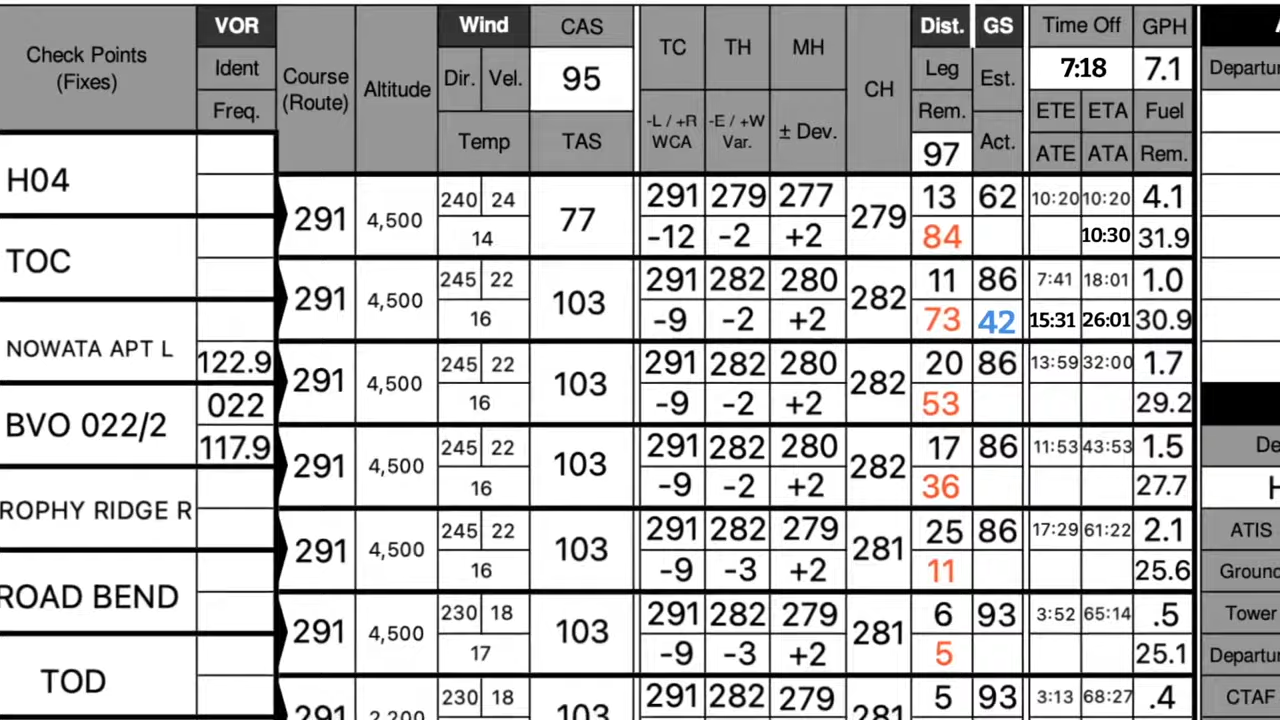 Check Points
(Fixes)
VOR
Ident
Freq.
Course
(Route)
Altitude
Wind
Dir. Vel.
Temp
CAS
95
TAS
TC TH MH
-L / +R
WCA
-E / +W
Var.
± Dev.
CH
Dist.
Leg
Rem.
97
GS
Est.
Act.
Time Off
7:18
ETE ETA
ATE ATA
GPH
7.1
Fuel
Rem.
H04
TOC
NOWATA APT L
122.9
BVO 022/2
022
117.9
ROPHY RIDGE R
ROAD BEND
TOD
291 4,500 240 24 77 291 279 277 279 13 62 10:20 10:20 4.1
14 -12 -2 +2 84 10:30 31.9
291 4,500 245 22 103 291 282 280 282 11 86 7:41 18:01 1.0
16 -9 -2 +2 73 42 15:31 26:01 30.9
291 4,500 245 22 103 291 282 280 282 20 86 13:59 32:00 1.7
16 -9 -2 +2 53 29.2
291 4,500 245 22 103 291 282 280 282 17 86 11:53 43:53 1.5
16 -9 -2 +2 36 27.7
291 4,500 245 22 103 291 282 279 281 25 86 17:29 61:22 2.1
16 -9 -3 +2 11 25.6
291 4,500 230 18 103 291 282 279 281 6 93 3:52 65:14 .5
17 -9 -3 +2 5 25.1
291 2,200 230 18 103 291 282 279 281 5 93 3:13 68:27 .4
Departu
De
H
ATIS
Ground
Tower
Departu
CTAF